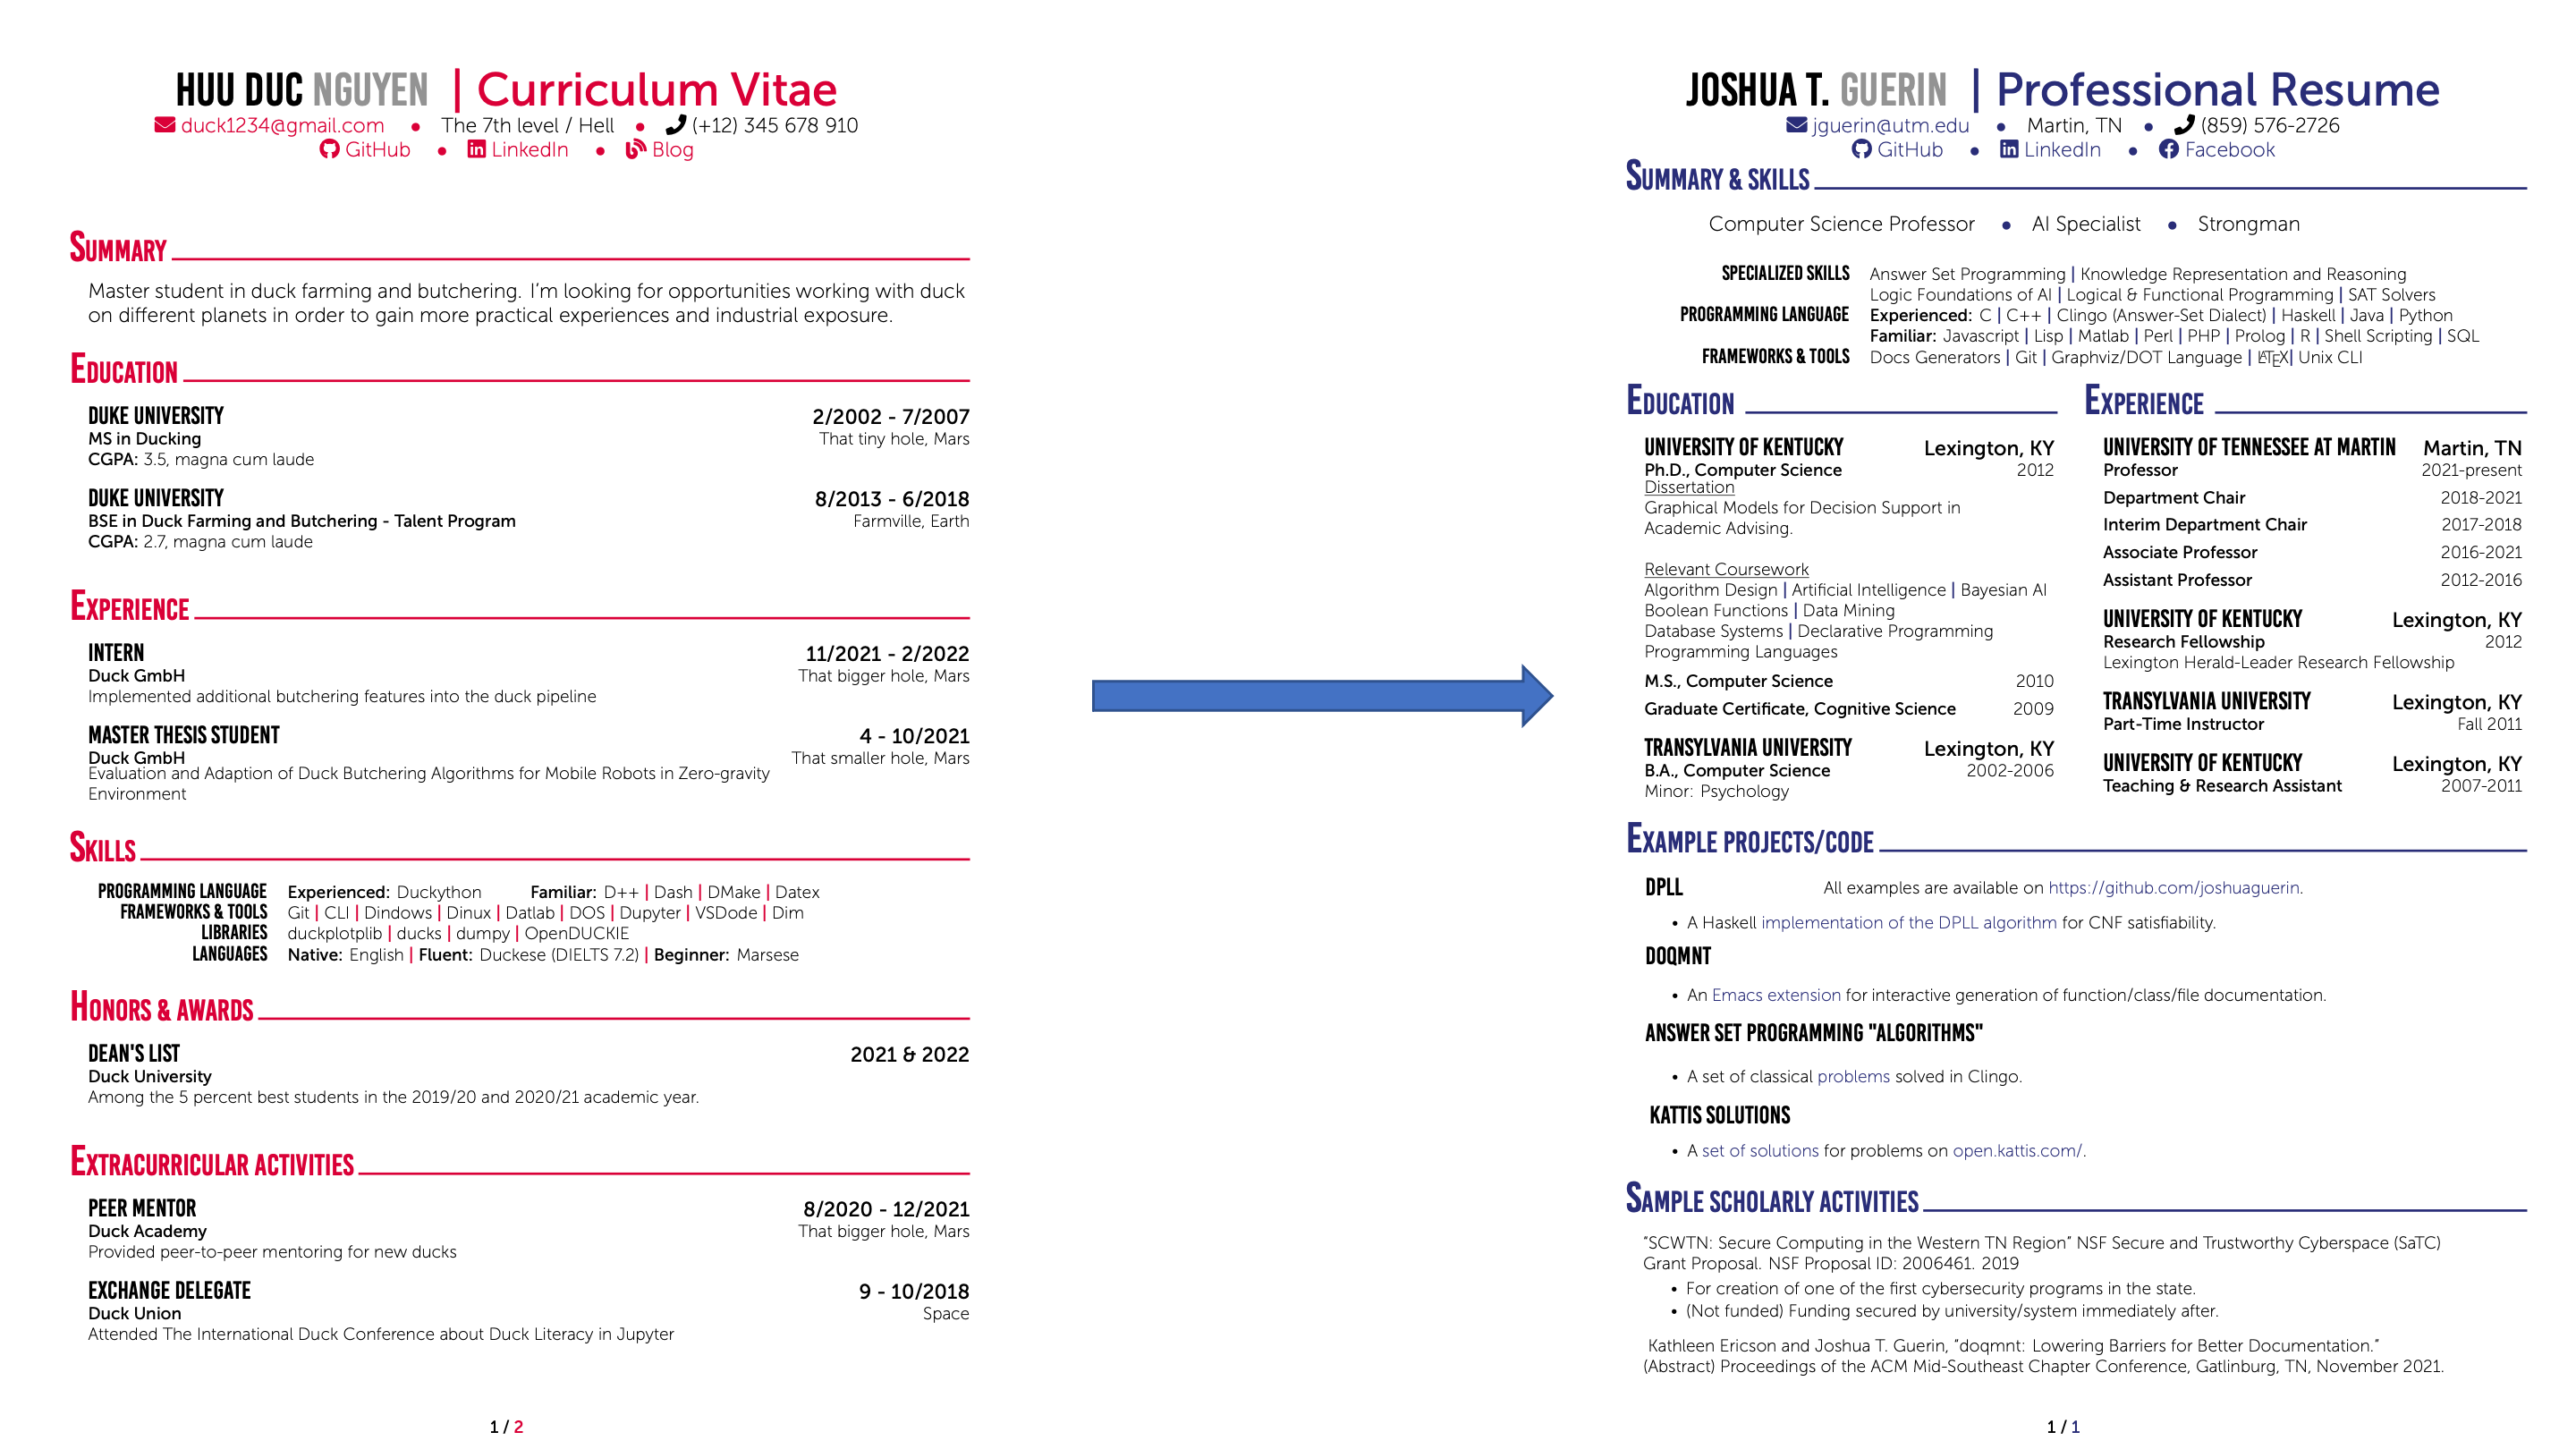 HUU DUC NGUYEN | Curriculum Vitae
duck1234@gmail.com • The 7th level / Hell • (+12) 345 678 910
GitHub • LinkedIn • Blog
SUMMARY
Master student in duck farming and butchering. I'm looking for opportunities working with duck
on different planets in order to gain more practical experiences and industrial exposure.
EDUCATION
DUKE UNIVERSITY 2/2002 - 7/2007
MS in Ducking That tiny hole, Mars
CGPA: 3.5, magna cum laude
DUKE UNIVERSITY 8/2013 - 6/2018
BSE in Duck Farming and Butchering - Talent Program Farmville, Earth
CGPA: 2.7, magna cum laude
EXPERIENCE
INTERN 11/2021 - 2/2022
Duck GmbH That bigger hole, Mars
Implemented additional butchering features into the duck pipeline
MASTER THESIS STUDENT 4 - 10/2021
Duck GmbH That smaller hole, Mars
Evaluation and Adaption of Duck Butchering Algorithms for Mobile Robots in Zero-gravity
Environment
SKILLS
PROGRAMMING LANGUAGE Experienced: Duckython Familiar: D++ | Dash | DMake | Datex
FRAMEWORKS & TOOLS Git | CLI | Dindows | Dinux | Datlab | DOS | Dupyter | VSDode | Dim
LIBRARIES duckplotplib | ducks | dumpy | OpenDUCKIE
LANGUAGES Native: English | Fluent: Duckese (DIELTS 7.2) | Beginner: Marsese
HONORS & AWARDS
DEAN'S LIST 2021 & 2022
Duck University
Among the 5 percent best students in the 2019/20 and 2020/21 academic year.
EXTRACURRICULAR ACTIVITIES
PEER MENTOR 8/2020 - 12/2021
Duck Academy That bigger hole, Mars
Provided peer-to-peer mentoring for new ducks
EXCHANGE DELEGATE 9 - 10/2018
Duck Union Space
Attended The International Duck Conference about Duck Literacy in Jupyter
1 / 2
JOSHUA T. GUERIN | Professional Resume
jguerin@utm.edu • Martin, TN • (859) 576-2726
GitHub • LinkedIn • Facebook
SUMMARY & SKILLS
Computer Science Professor • AI Specialist • Strongman
SPECIALIZED SKILLS Answer Set Programming | Knowledge Representation and Reasoning
Logic Foundations of AI | Logical & Functional Programming | SAT Solvers
PROGRAMMING LANGUAGE Experienced: C | C++ | Clingo (Answer-Set Dialect) | Haskell | Java | Python
Familiar: Javascript | Lisp | Matlab | Perl | PHP | Prolog | R | Shell Scripting | SQL
FRAMEWORKS & TOOLS Docs Generators | Git | Graphviz/DOT Language | LATEX| Unix CLI
EDUCATION
UNIVERSITY OF KENTUCKY Lexington, KY
Ph.D., Computer Science 2012
Dissertation
Graphical Models for Decision Support in
Academic Advising.
Relevant Coursework
Algorithm Design | Artificial Intelligence | Bayesian AI
Boolean Functions | Data Mining
Database Systems | Declarative Programming
Programming Languages
M.S., Computer Science 2010
Graduate Certificate, Cognitive Science 2009
TRANSYLVANIA UNIVERSITY Lexington, KY
B.A., Computer Science 2002-2006
Minor: Psychology
EXPERIENCE
UNIVERSITY OF TENNESSEE AT MARTIN Martin, TN
Professor 2021-present
Department Chair 2018-2021
Interim Department Chair 2017-2018
Associate Professor 2016-2021
Assistant Professor 2012-2016
UNIVERSITY OF KENTUCKY Lexington, KY
Research Fellowship 2012
Lexington Herald-Leader Research Fellowship
TRANSYLVANIA UNIVERSITY Lexington, KY
Part-Time Instructor Fall 2011
UNIVERSITY OF KENTUCKY Lexington, KY
Teaching & Research Assistant 2007-2011
EXAMPLE PROJECTS/CODE
DPLL All examples are available on https://github.com/joshuaguerin.
• A Haskell implementation of the DPLL algorithm for CNF satisfiability.
DOQMNT
• An Emacs extension for interactive generation of function/class/file documentation.
ANSWER SET PROGRAMMING "ALGORITHMS"
• A set of classical problems solved in Clingo.
KATTIS SOLUTIONS
• A set of solutions for problems on open.kattis.com/.
SAMPLE SCHOLARLY ACTIVITIES
"SCWTN: Secure Computing in the Western TN Region" NSF Secure and Trustworthy Cyberspace (SaTC)
Grant Proposal. NSF Proposal ID: 2006461. 2019
• For creation of one of the first cybersecurity programs in the state.
• (Not funded) Funding secured by university/system immediately after.
Kathleen Ericson and Joshua T. Guerin, "doqmnt: Lowering Barriers for Better Documentation."
(Abstract) Proceedings of the ACM Mid-Southeast Chapter Conference, Gatlinburg, TN, November 2021.
1 / 1